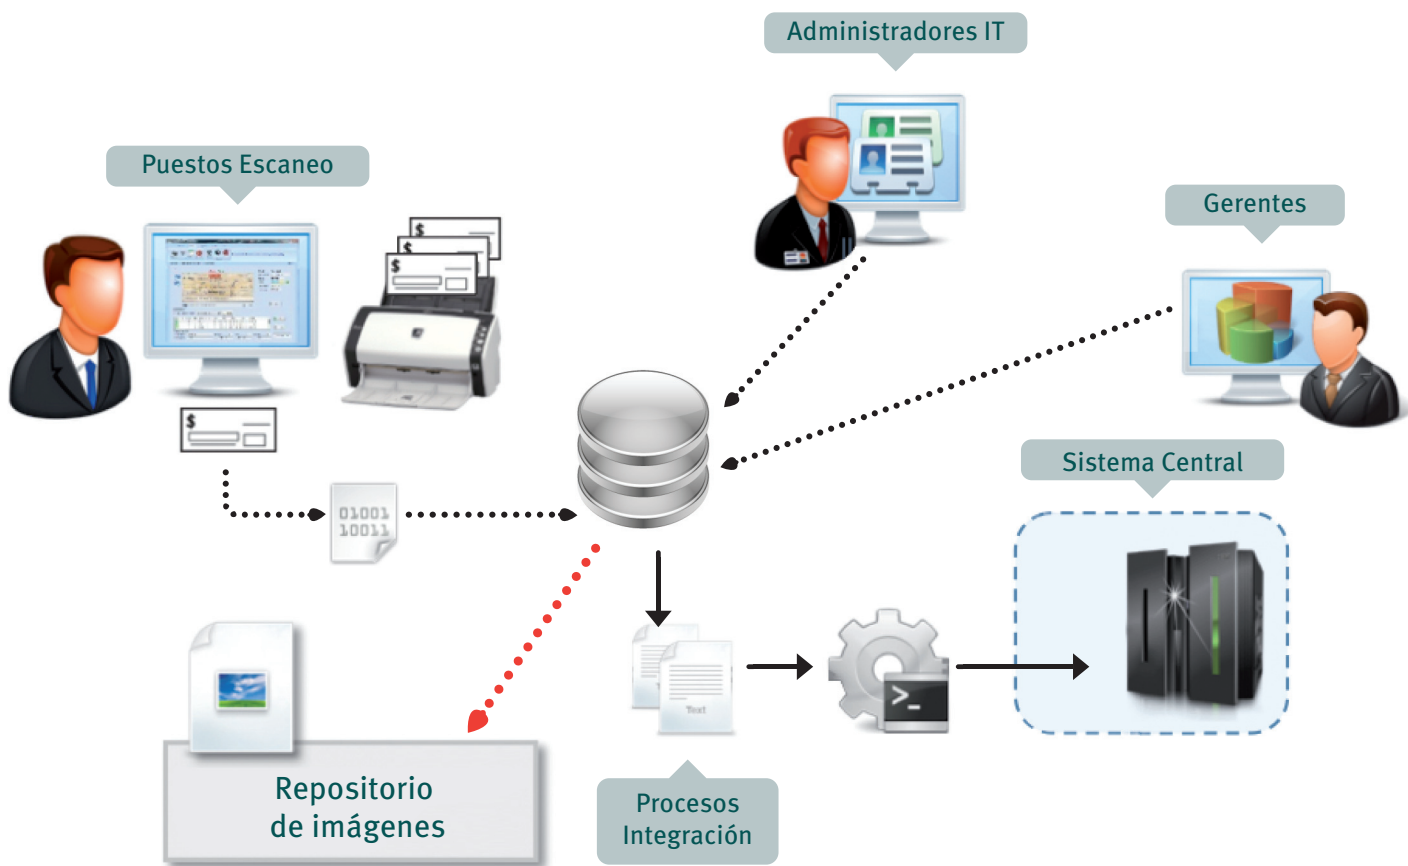 Administradores IT
Puestos Escaneo
Gerentes
$
$
$
$
Sistema Central
01001
10011
Text
>_
Repositorio
de imágenes
Procesos
Integración